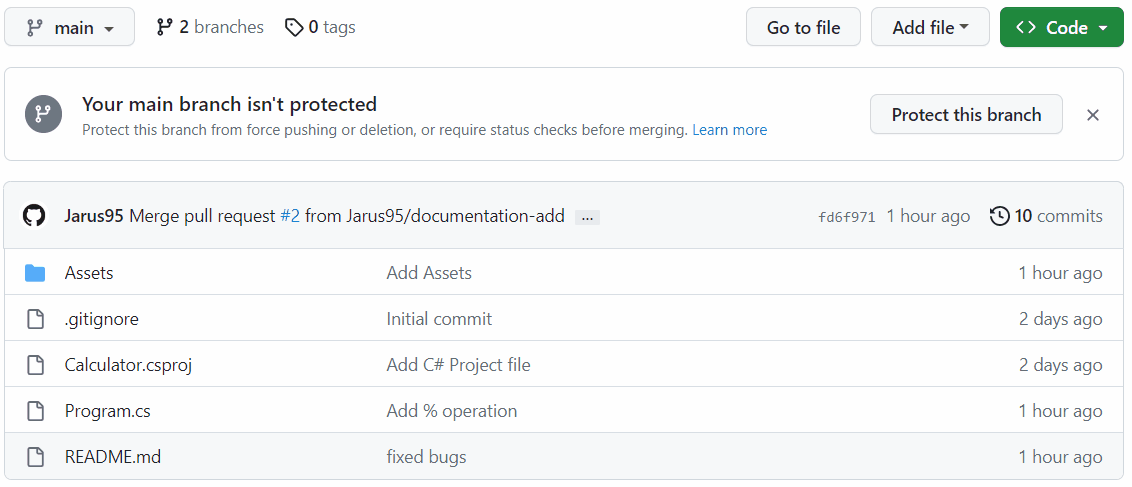 main 2 branches 0 tags Go to file Add file Code
Your main branch isn't protected
Protect this branch from force pushing or deletion, or require status checks before merging. Learn more
Protect this branch
Jarus95 Merge pull request #2 from Jarus95/documentation-add ... fd6f971 1 hour ago 10 commits
Assets Add Assets 1 hour ago
.gitignore Initial commit 2 days ago
Calculator.csproj Add C# Project file 2 days ago
Program.cs Add % operation 1 hour ago
README.md fixed bugs 1 hour ago